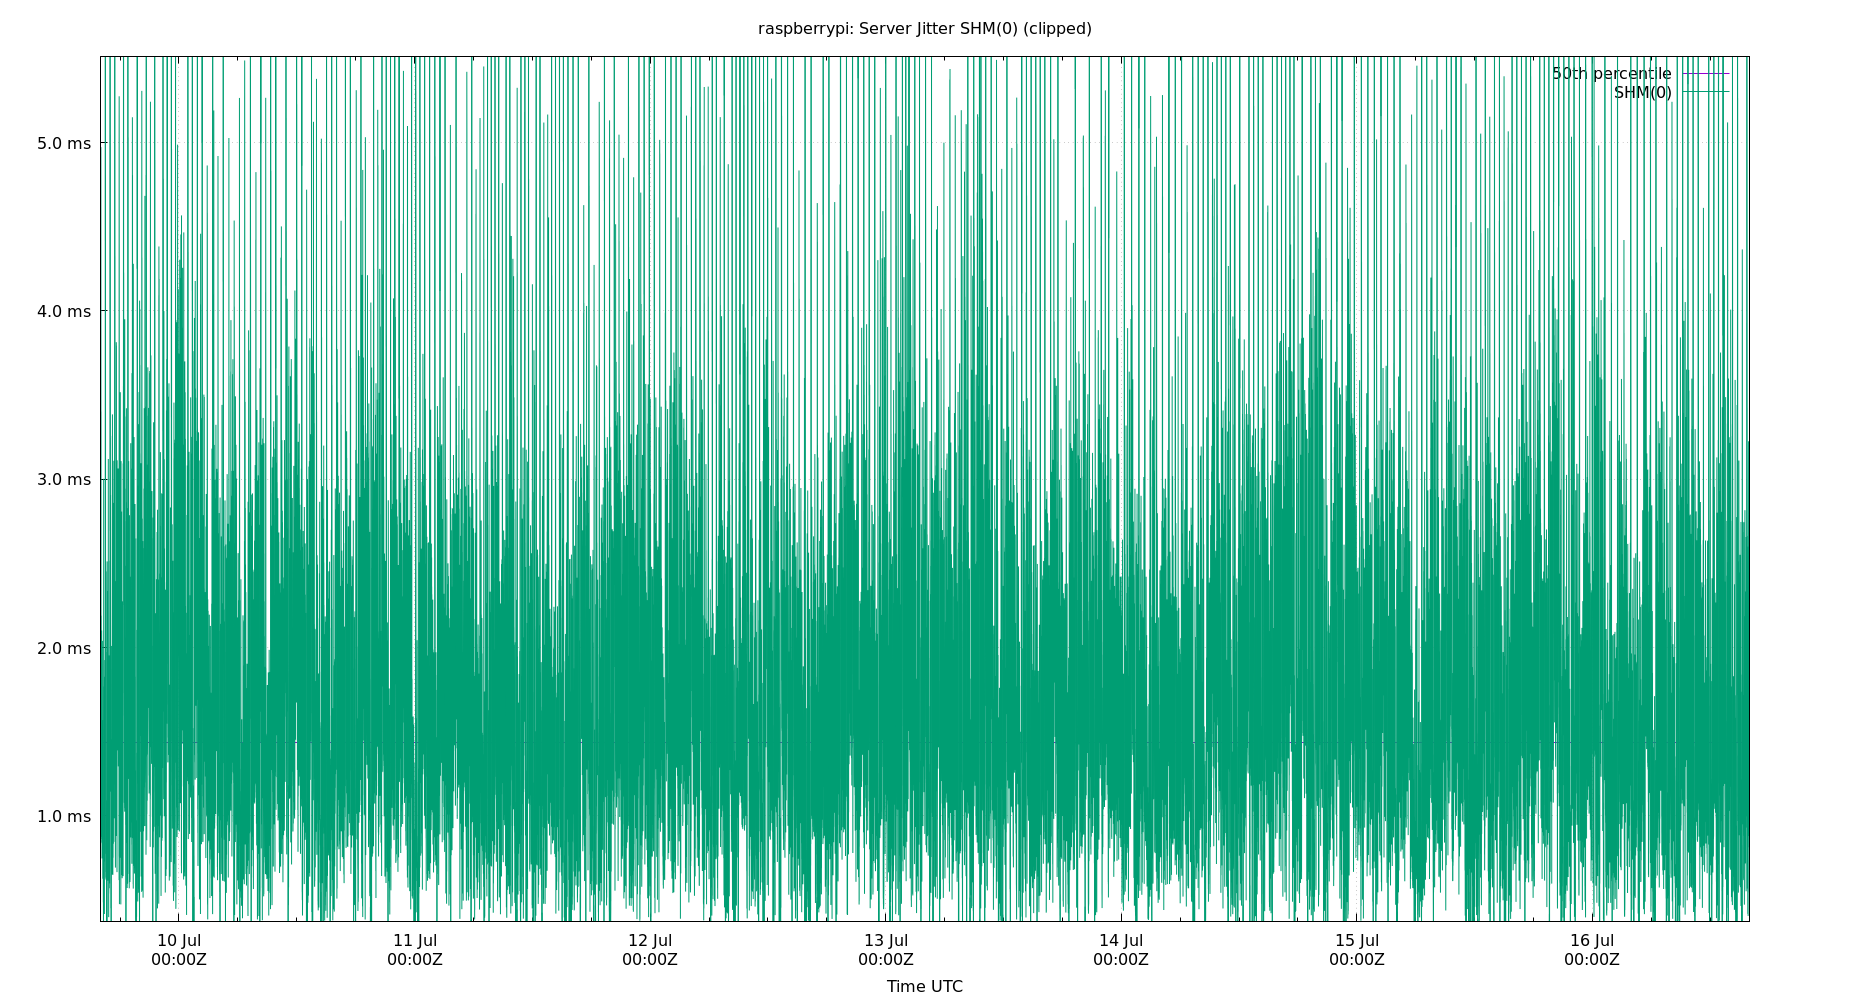 raspberrypi: Server Jitter SHM(0) (clipped)
50th percentile
SHM(0)
5.0 ms
4.0 ms
3.0 ms
2.0 ms
1.0 ms
10 Jul 11 Jul 12 Jul 13 Jul 14 Jul 15 Jul 16 Jul
00:00Z 00:00Z 00:00Z 00:00Z 00:00Z 00:00Z 00:00Z
Time UTC